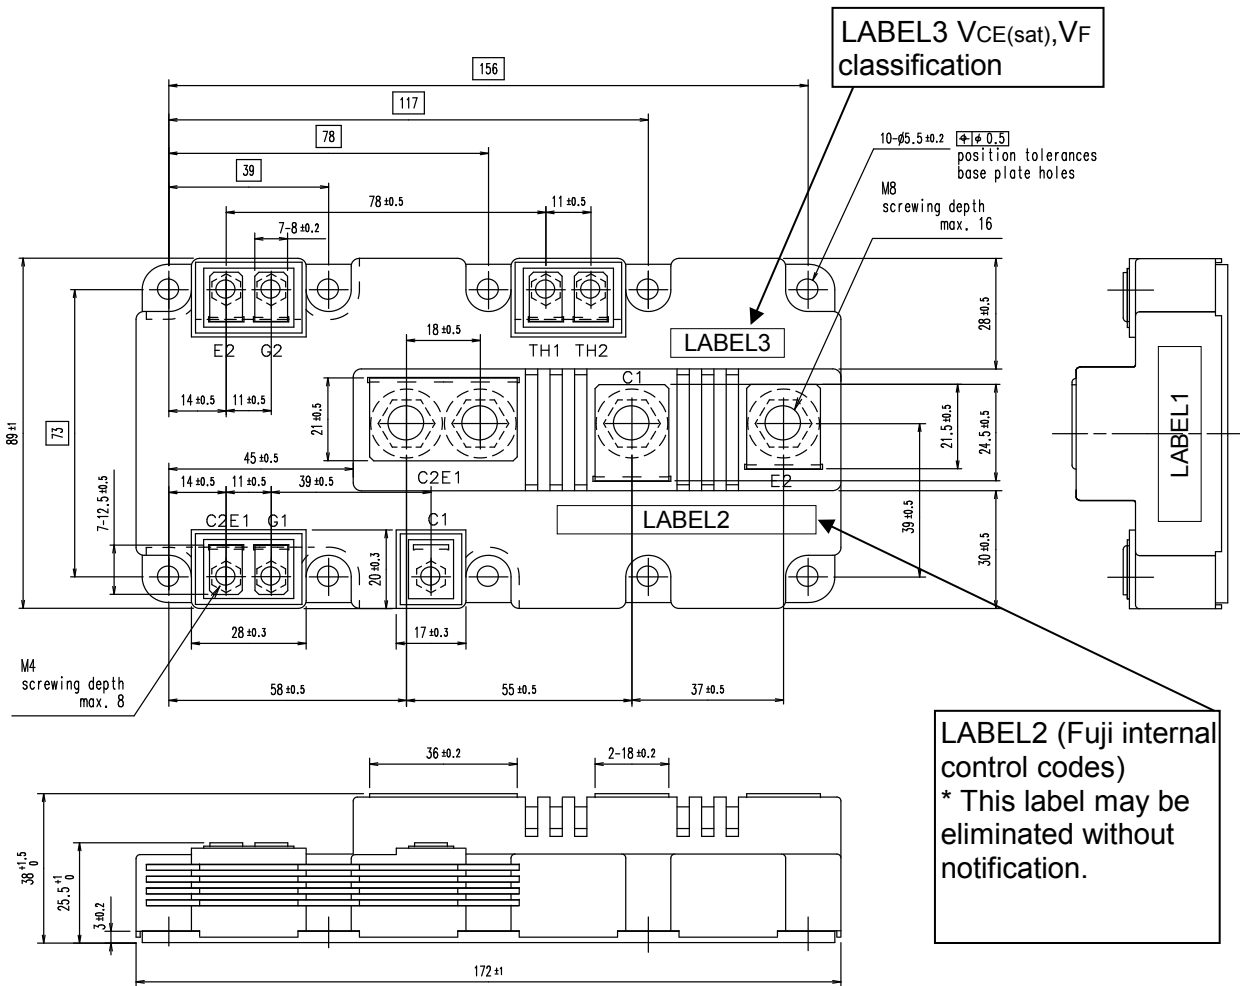 LABEL3 VCE(sat),VF
classification
156
117
78
39
10-ø5.5±0.2
⌖ ø 0.5
position tolerances
base plate holes
78±0.5
11±0.5
M8
screwing depth
max. 16
7-8±0.2
E2 G2
TH1 TH2
LABEL3
18±0.5
28±0.5
14±0.5
11±0.5
21±0.5
C1
21.5±0.5
24.5±0.5
LABEL1
89±1
73
45±0.5
C2E1
E2
14±0.5
11±0.5
39±0.5
7-12.5±0.5
C2E1 G1
C1
LABEL2
39±0.5
20±0.3
30±0.5
28±0.3
17±0.3
M4
screwing depth
max. 8
58±0.5
55±0.5
37±0.5
LABEL2 (Fuji internal
control codes)
* This label may be
eliminated without
notification.
36±0.2
2-18±0.2
38 +1.5 0
25.5 +1 0
3±0.2
172±1